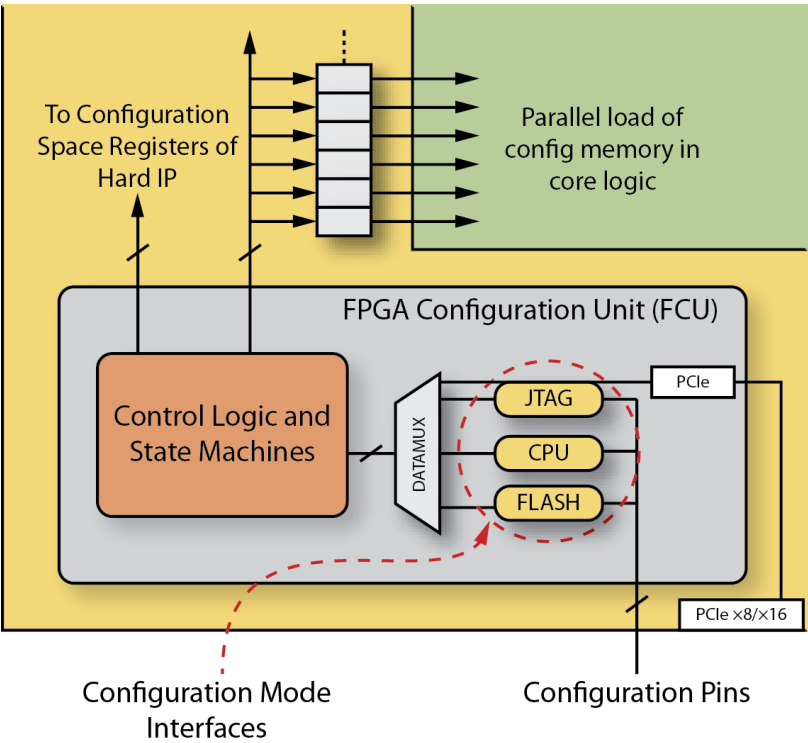 To Configuration
Space Registers of
Hard IP
Parallel load of
config memory in
core logic
FPGA Configuration Unit (FCU)
Control Logic and
State Machines
DATAMUX
JTAG
CPU
FLASH
PCIe
PCIe ×8/×16
Configuration Mode
Interfaces
Configuration Pins